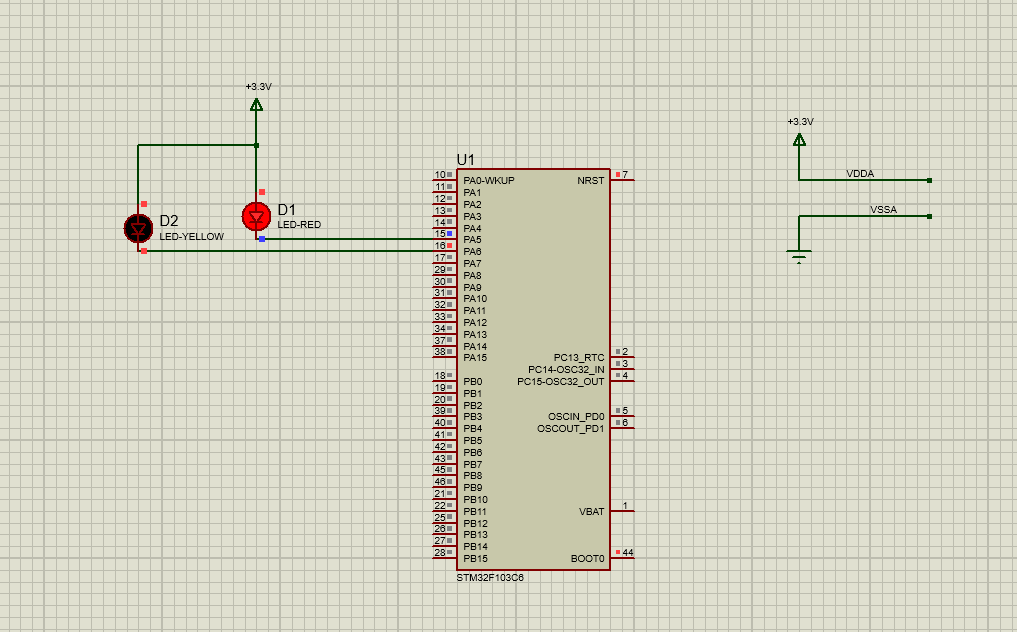 +3.3V
D2
LED-YELLOW
D1
LED-RED
U1
10 PA0-WKUP
11 PA1
12 PA2
13 PA3
14 PA4
15 PA5
16 PA6
17 PA7
29 PA8
30 PA9
31 PA10
32 PA11
33 PA12
34 PA13
37 PA14
38 PA15
18 PB0
19 PB1
20 PB2
39 PB3
40 PB4
41 PB5
42 PB6
43 PB7
45 PB8
46 PB9
21 PB10
22 PB11
25 PB12
26 PB13
27 PB14
28 PB15
NRST 7
PC13_RTC 2
PC14-OSC32_IN 3
PC15-OSC32_OUT 4
OSCIN_PD0 5
OSCOUT_PD1 6
VBAT 1
BOOT0 44
STM32F103C6
+3.3V
VDDA
VSSA